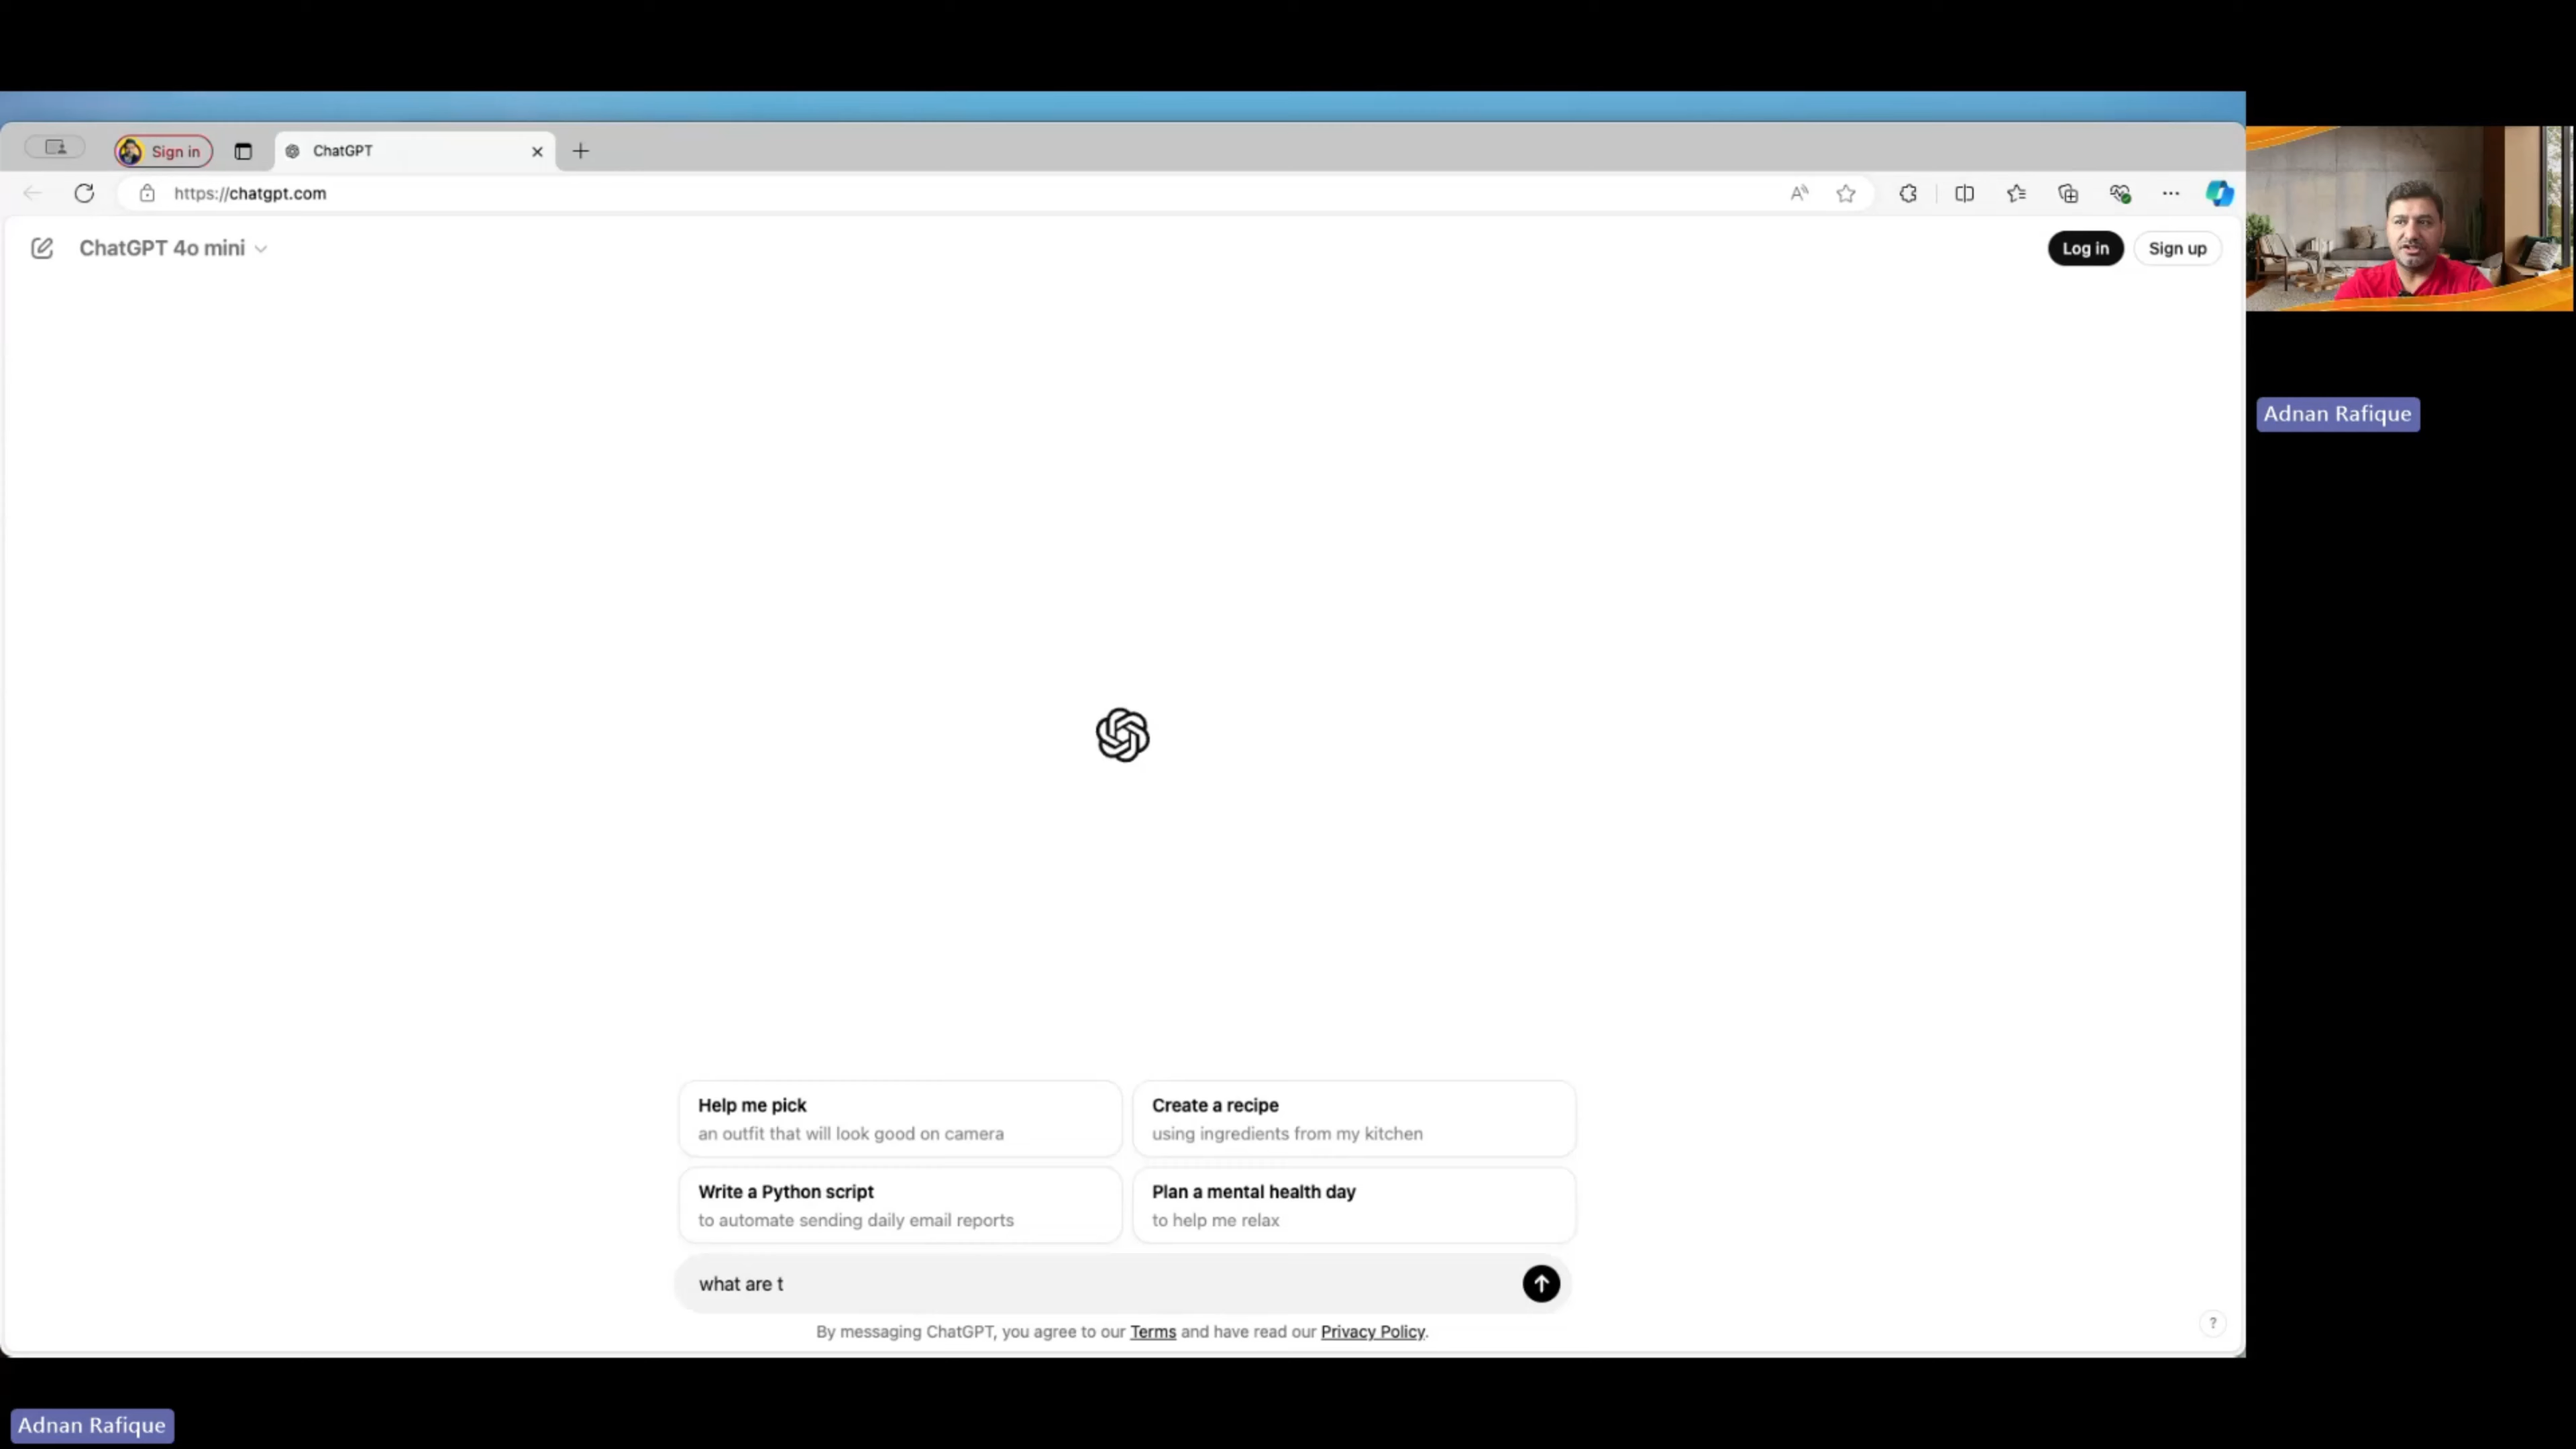 Sign in
ChatGPT
https://chatgpt.com
ChatGPT 4o mini
Log in
Sign up
Adnan Rafique
Help me pick
an outfit that will look good on camera
Create a recipe
using ingredients from my kitchen
Write a Python script
to automate sending daily email reports
Plan a mental health day
to help me relax
what are t
By messaging ChatGPT, you agree to our Terms and have read our Privacy Policy.
?
Adnan Rafique